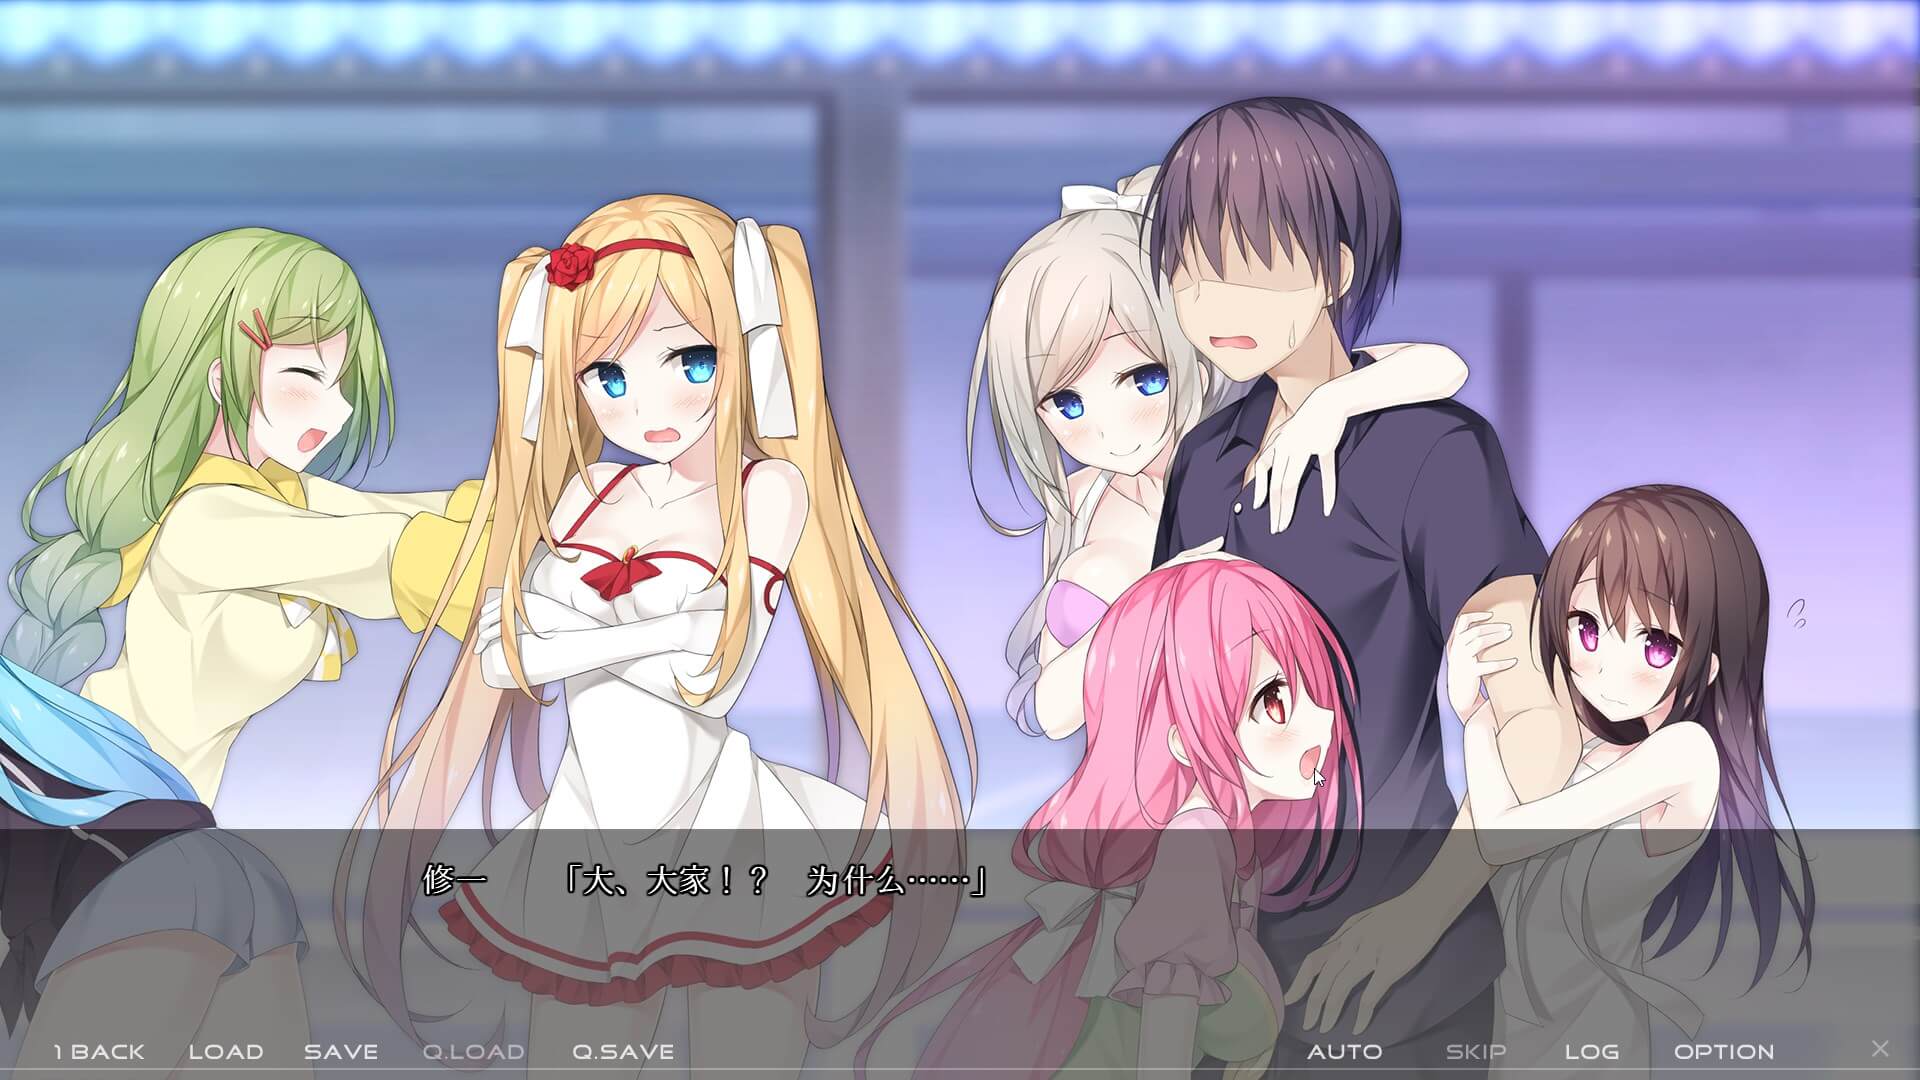 修一 「大、大家！？ 为什么……」
1 BACK LOAD SAVE Q.LOAD Q.SAVE AUTO SKIP LOG OPTION